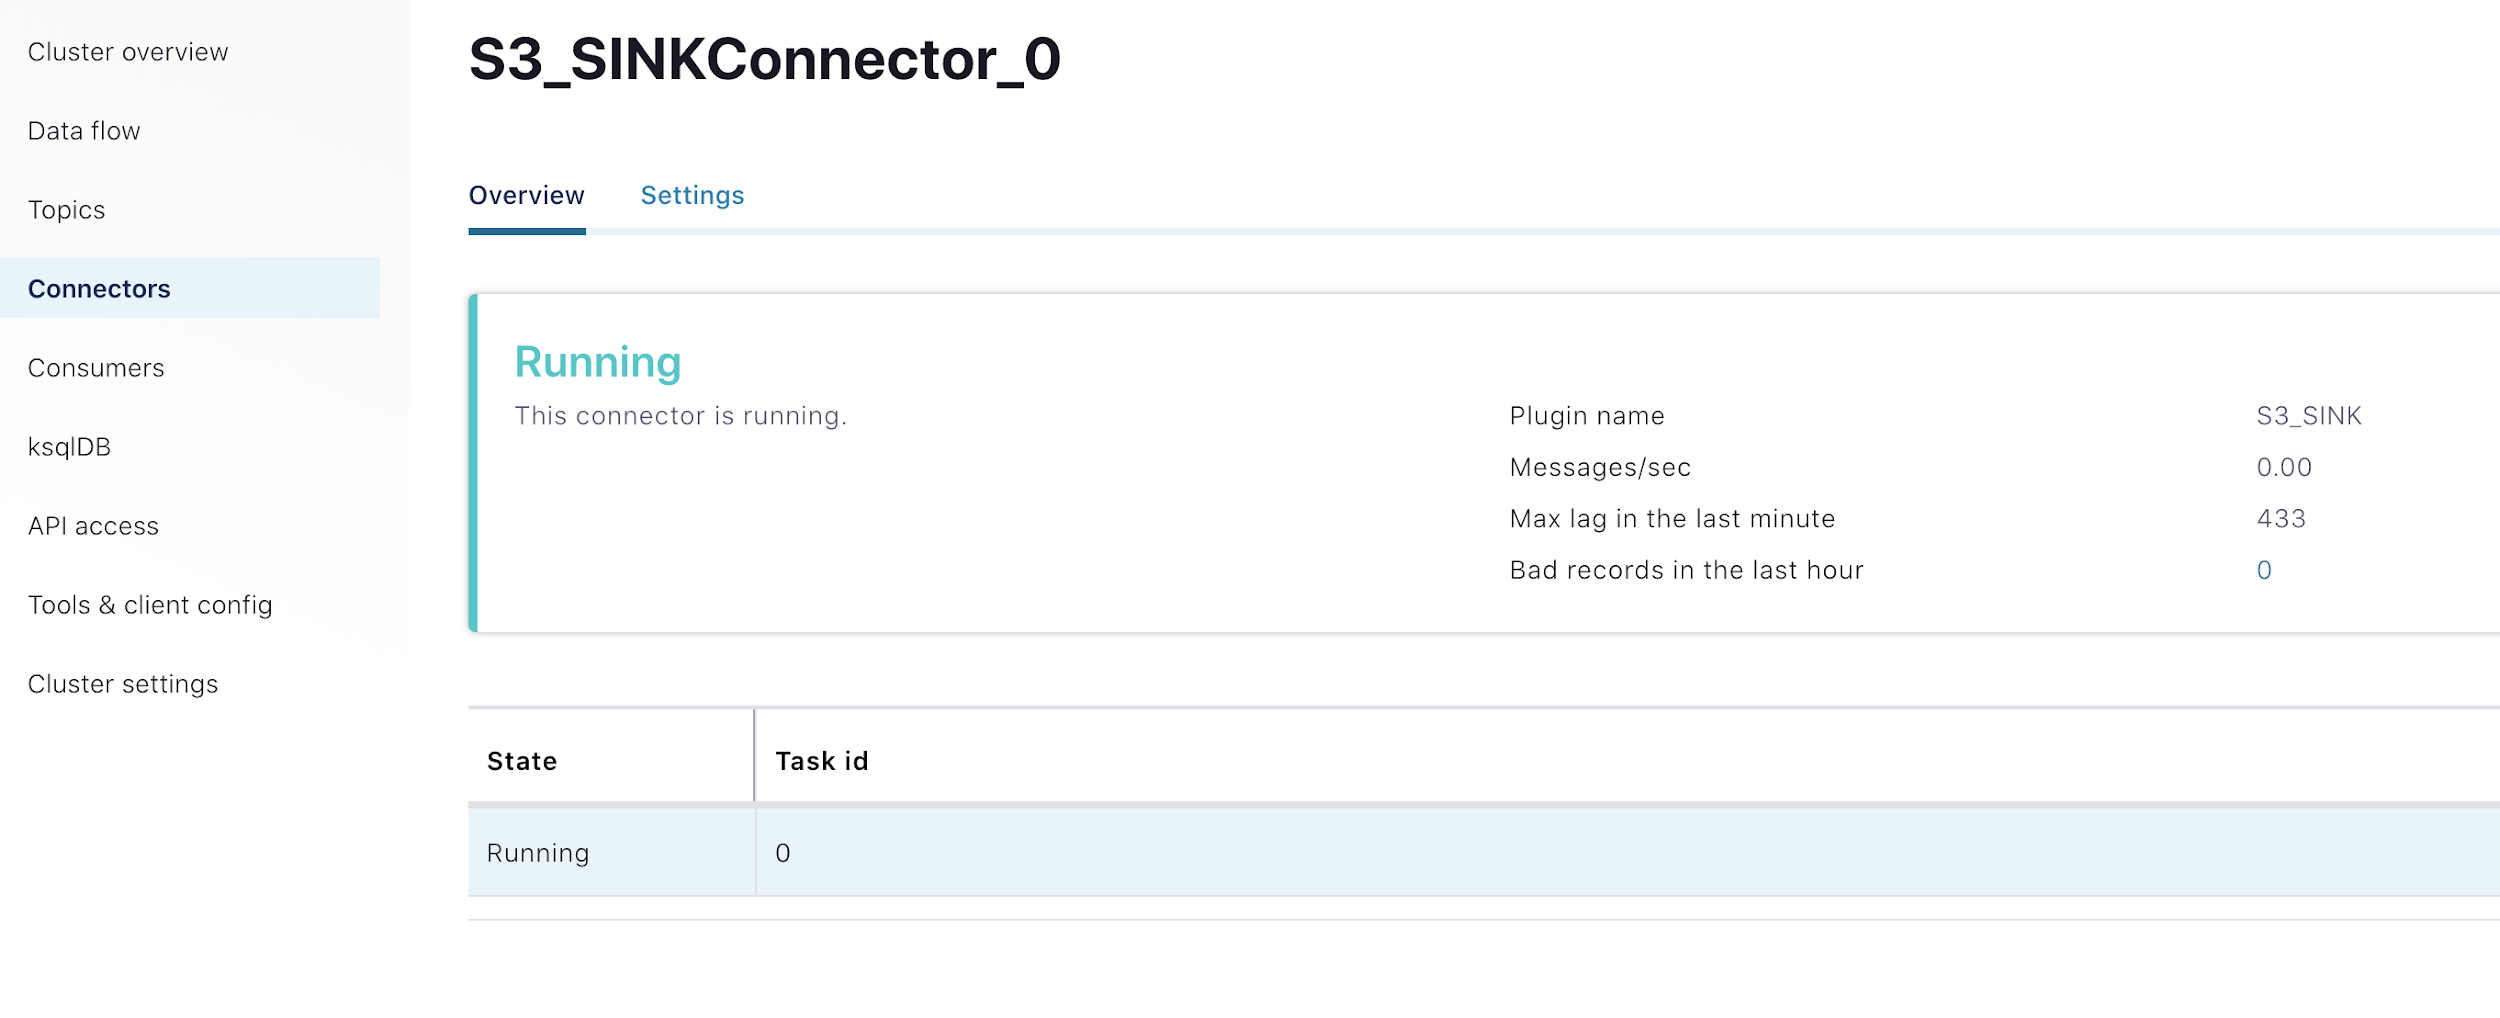 Cluster overview
Data flow
Topics
Connectors
Consumers
ksqlDB
API access
Tools & client config
Cluster settings
S3_SINKConnector_0
Overview Settings
Running
This connector is running.
Plugin name S3_SINK
Messages/sec 0.00
Max lag in the last minute 433
Bad records in the last hour 0
State Task id
Running 0